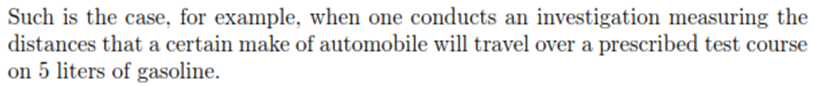 Such is the case, for example, when one conducts an investigation measuring the
distances that a certain make of automobile will travel over a prescribed test course
on 5 liters of gasoline.